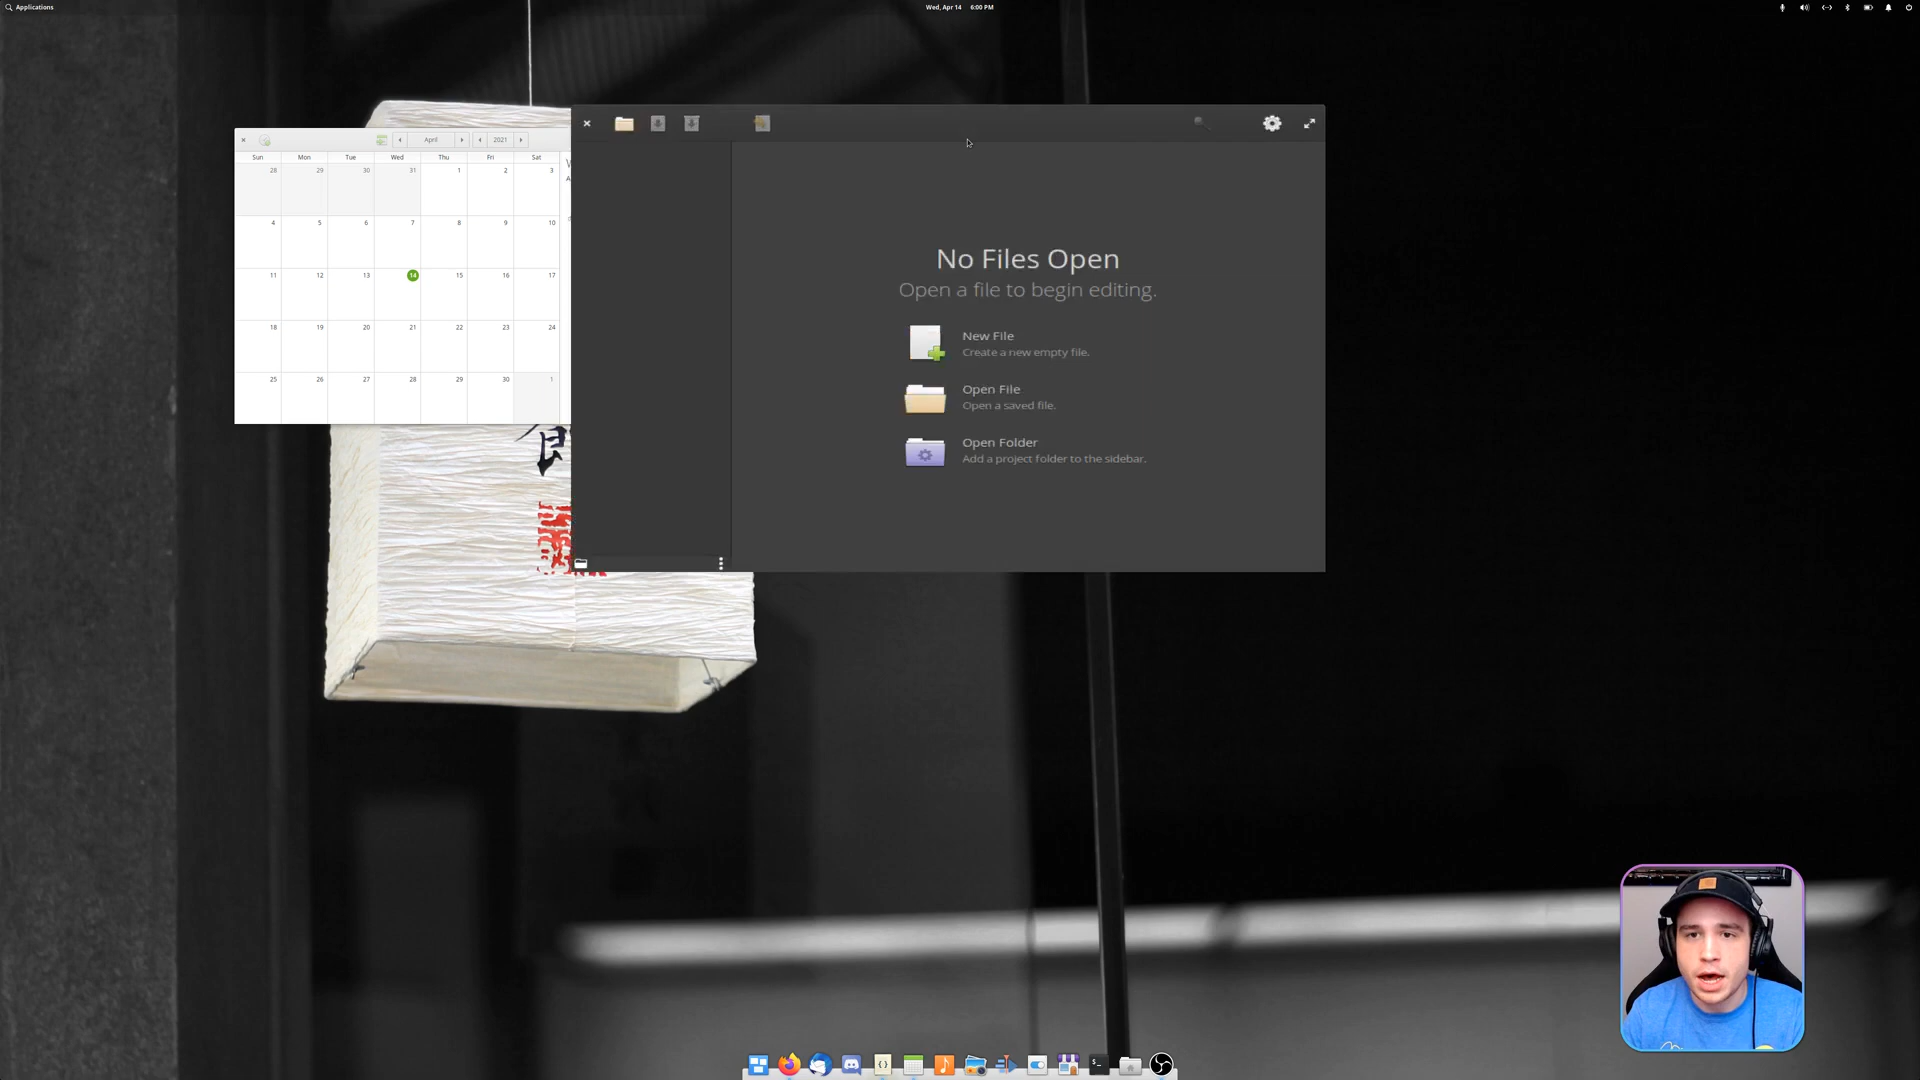 Applications
Wed, Apr 14 6:00 PM
April
2021
Sun Mon Tue Wed Thu Fri Sat
28 29 30 31 1 2 3
4 5 6 7 8 9 10
11 12 13 14 15 16 17
18 19 20 21 22 23 24
25 26 27 28 29 30 1
No Files Open
Open a file to begin editing.
New File
Create a new empty file.
Open File
Open a saved file.
Open Folder
Add a project folder to the sidebar.